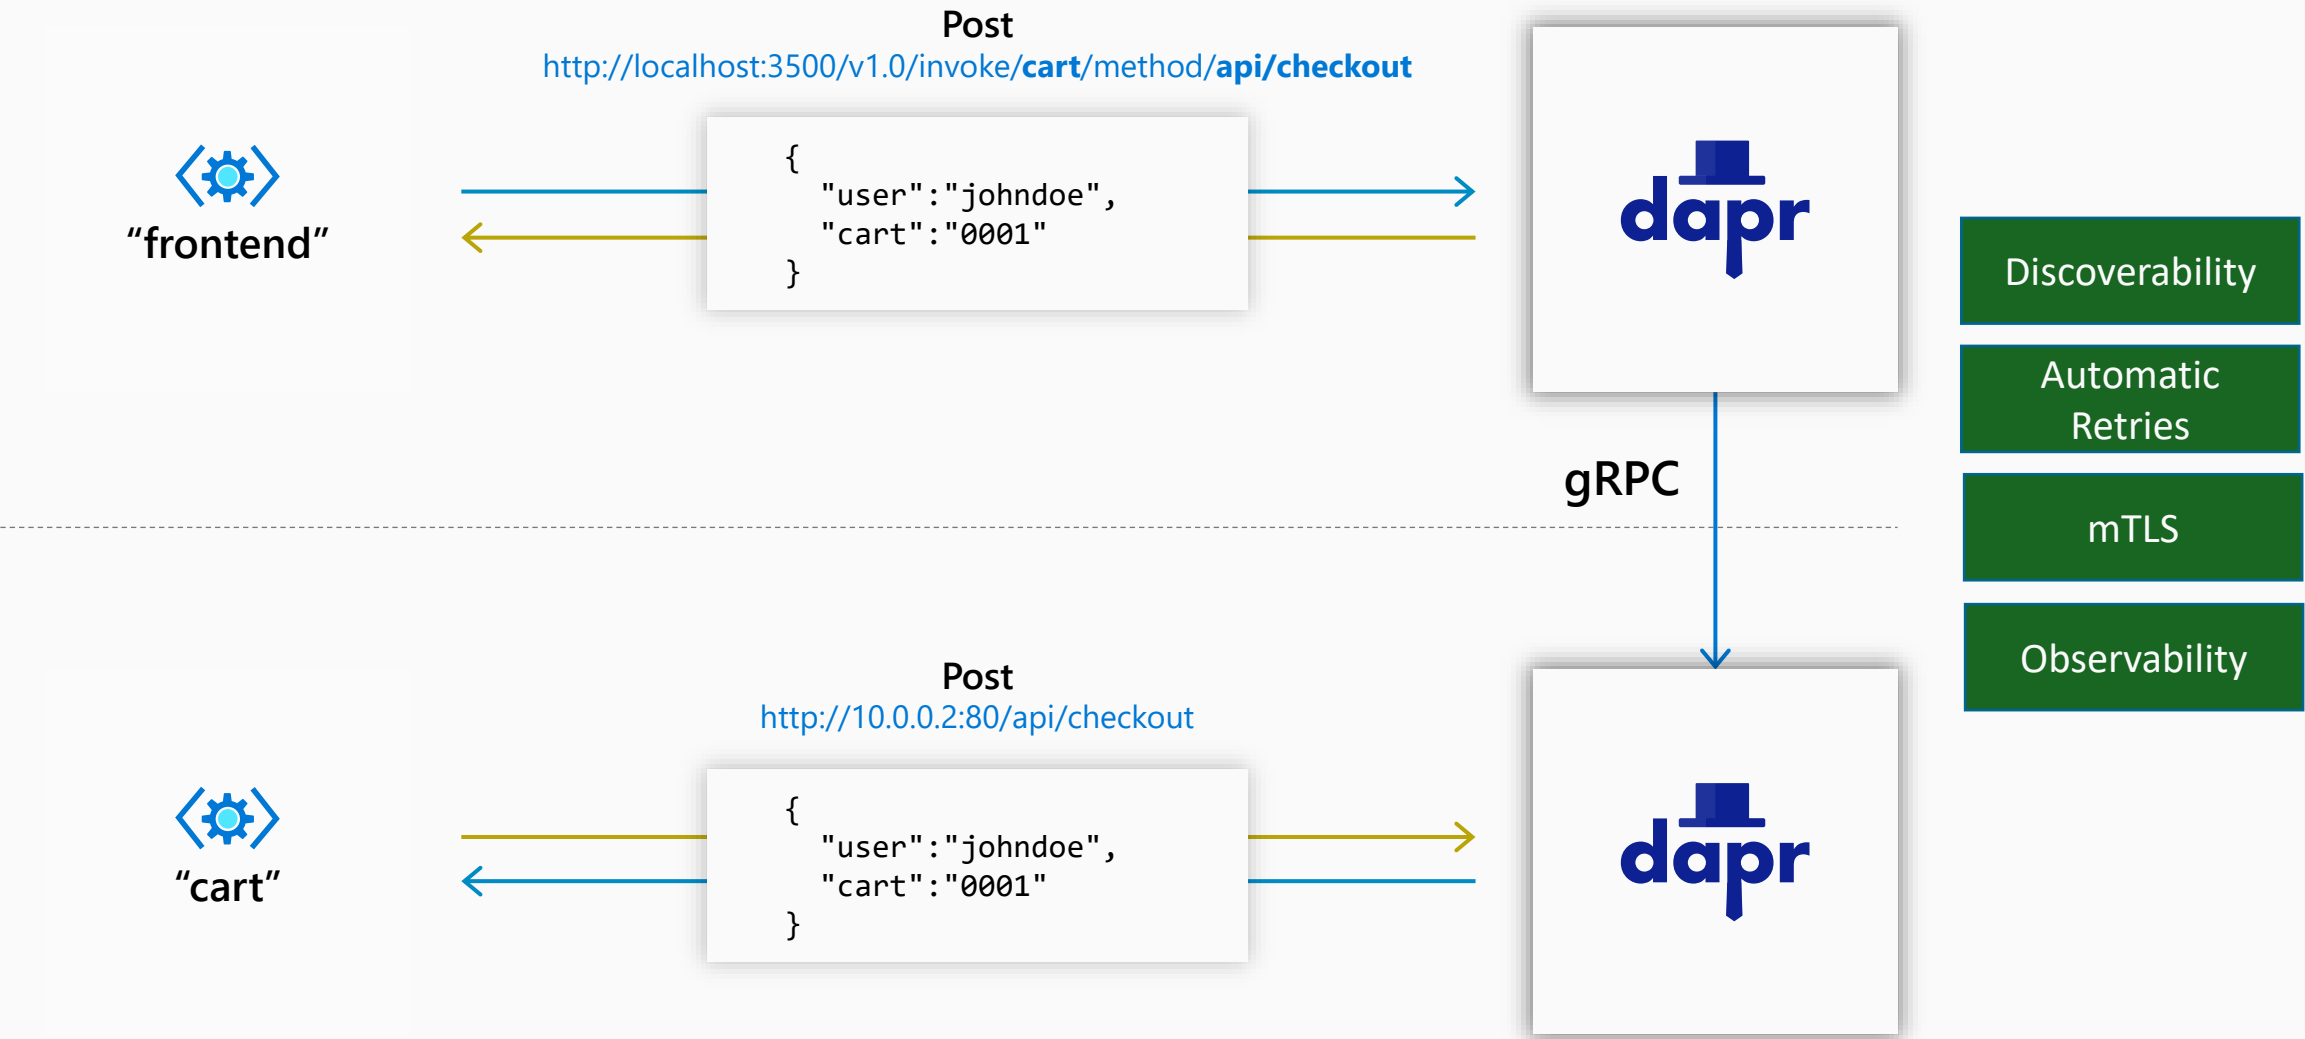 Post
http://localhost:3500/v1.0/invoke/cart/method/api/checkout
{
"user":"johndoe",
"cart":"0001"
}
“frontend”
dapr
Discoverability
Automatic
Retries
gRPC
mTLS
Observability
Post
http://10.0.0.2:80/api/checkout
{
"user":"johndoe",
"cart":"0001"
}
“cart”
dapr